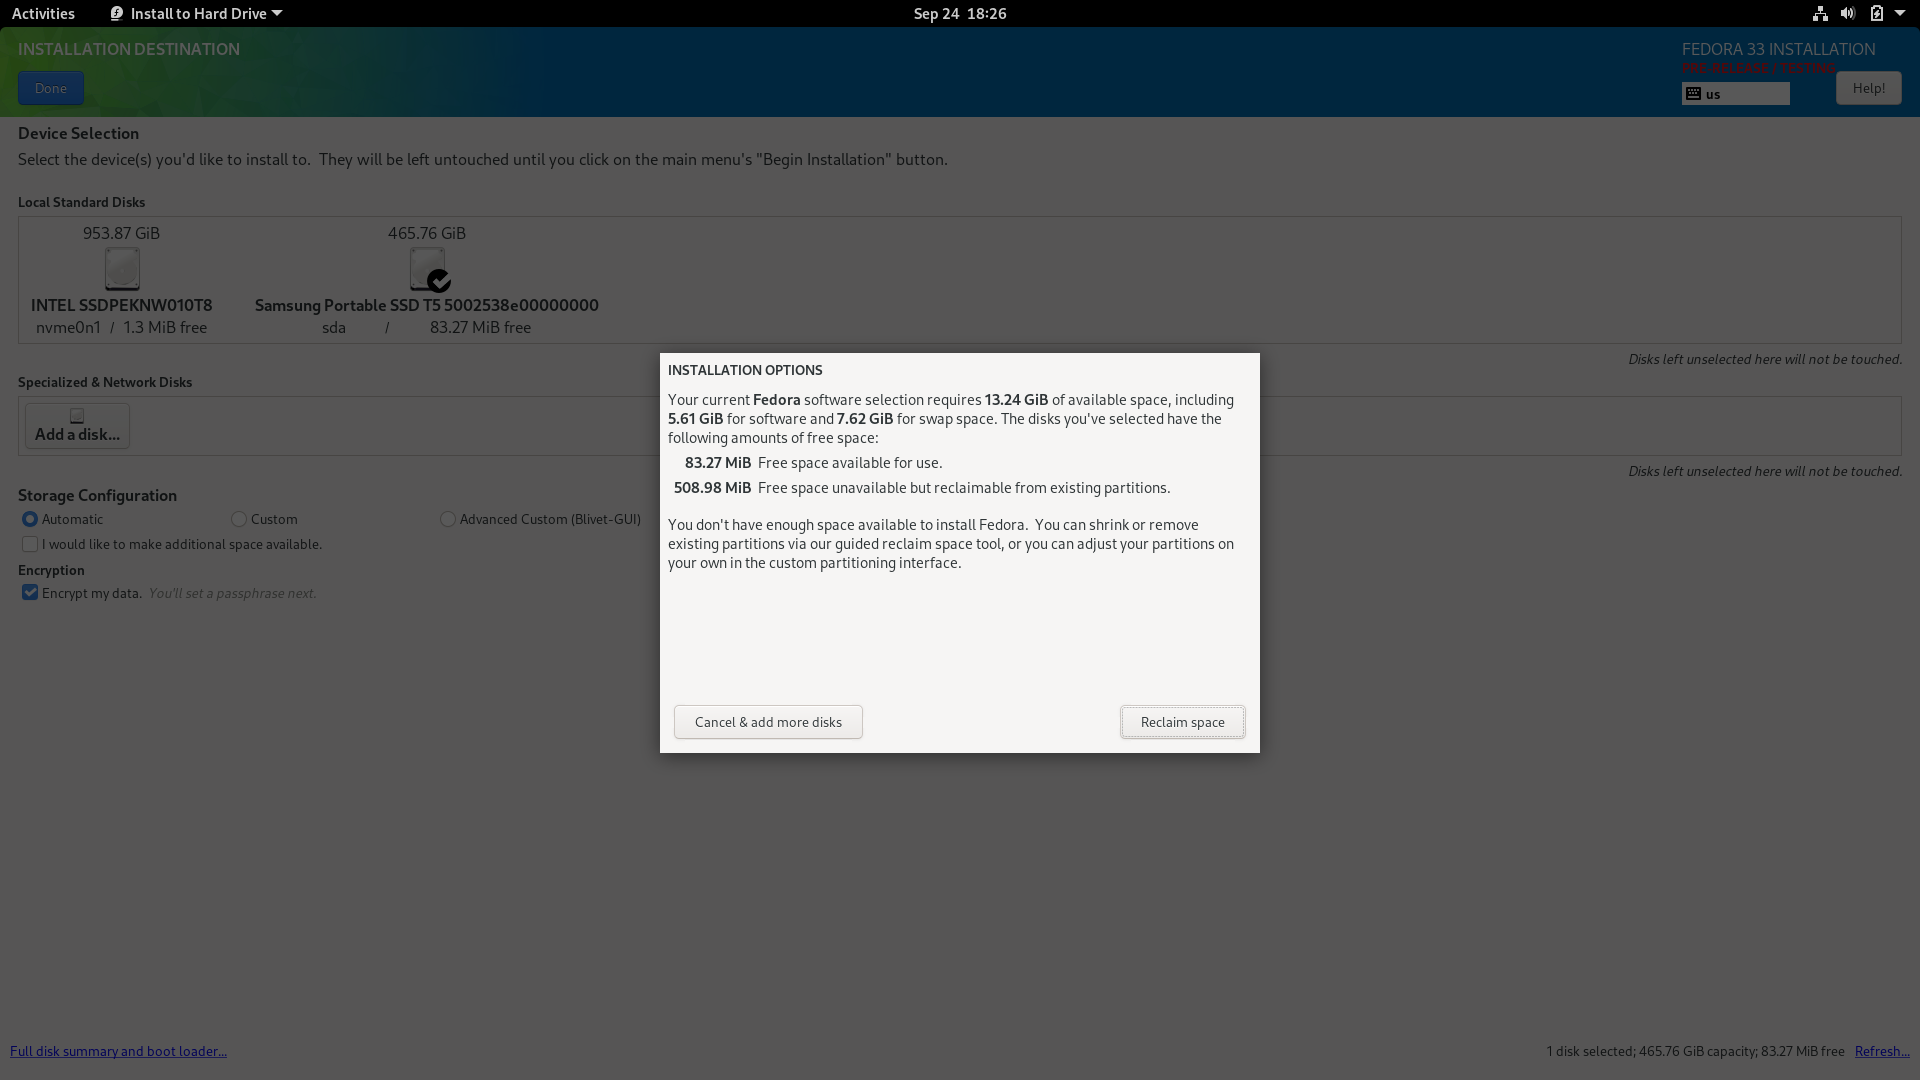 Activities
Install to Hard Drive
Sep 24 18:26
INSTALLATION DESTINATION
FEDORA 33 INSTALLATION
PRE-RELEASE / TESTING
Done
us
Help!
Device Selection
Select the device(s) you'd like to install to.  They will be left untouched until you click on the main menu's "Begin Installation" button.
Local Standard Disks
953.87 GiB
465.76 GiB
INTEL SSDPEKNW010T8
Samsung Portable SSD T5 5002538e00000000
nvme0n1 / 1.3 MiB free
sda / 83.27 MiB free
Disks left unselected here will not be touched.
Specialized & Network Disks
Add a disk...
Disks left unselected here will not be touched.
Storage Configuration
Automatic
Custom
Advanced Custom (Blivet-GUI)
I would like to make additional space available.
Encryption
Encrypt my data. You'll set a passphrase next.
INSTALLATION OPTIONS
Your current Fedora software selection requires 13.24 GiB of available space, including
5.61 GiB for software and 7.62 GiB for swap space. The disks you've selected have the
following amounts of free space:
83.27 MiB Free space available for use.
508.98 MiB Free space unavailable but reclaimable from existing partitions.
You don't have enough space available to install Fedora.  You can shrink or remove
existing partitions via our guided reclaim space tool, or you can adjust your partitions on
your own in the custom partitioning interface.
Cancel & add more disks
Reclaim space
Full disk summary and boot loader...
1 disk selected; 465.76 GiB capacity; 83.27 MiB free
Refresh...